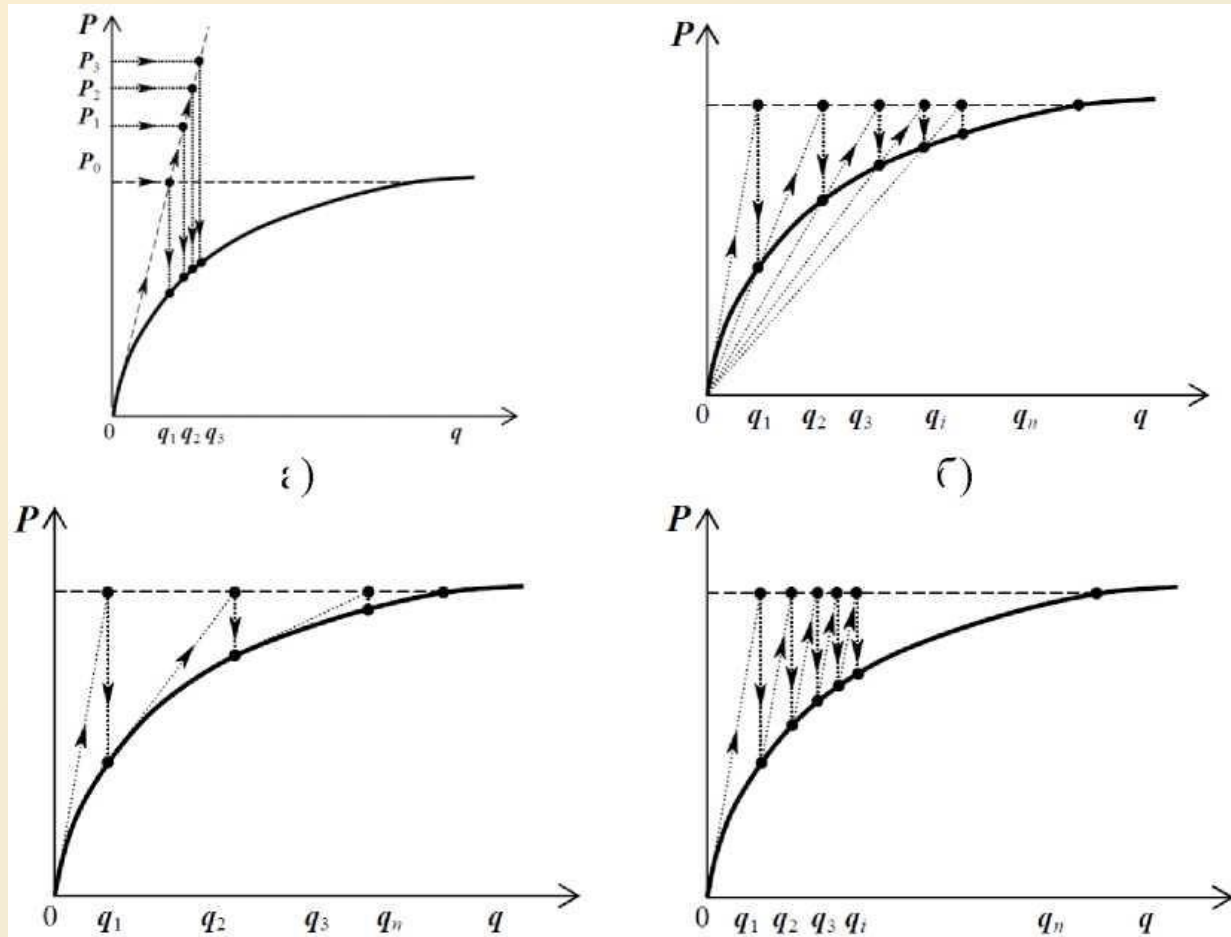 P
P₃
P₂
P₁
P₀
0 q₁ q₂ q₃ q
P
0 q₁ q₂ q₃ qᵢ qₙ q
б)
P
0 q₁ q₂ q₃ qₙ q
P
0 q₁ q₂ q₃ qᵢ qₙ q